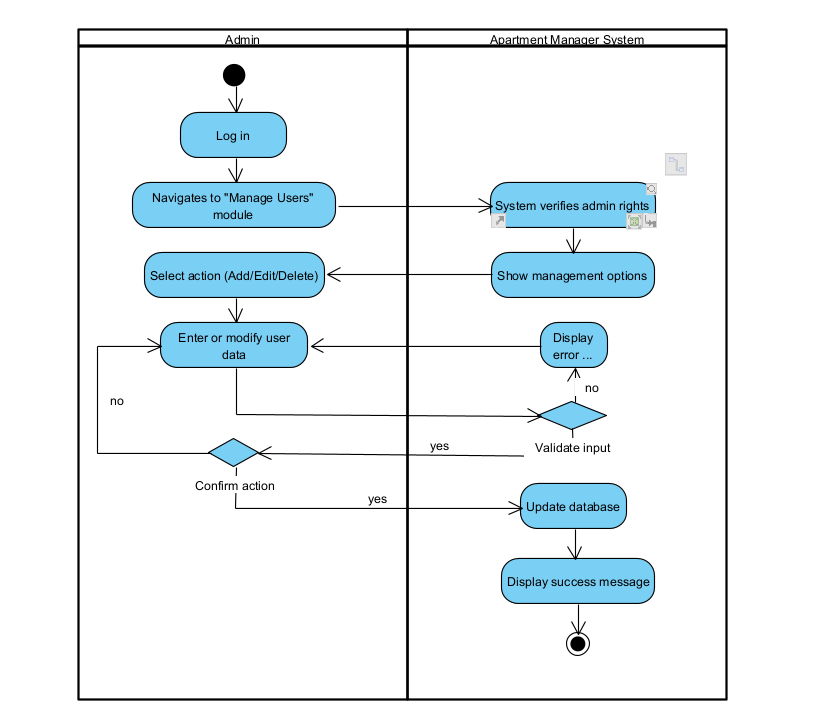 Admin
Apartment Manager System
Log in
Navigates to "Manage Users"
module
System verifies admin rights
Select action (Add/Edit/Delete)
Show management options
Enter or modify user
data
Display
error ...
no
no
yes
Validate input
Confirm action
yes
Update database
Display success message